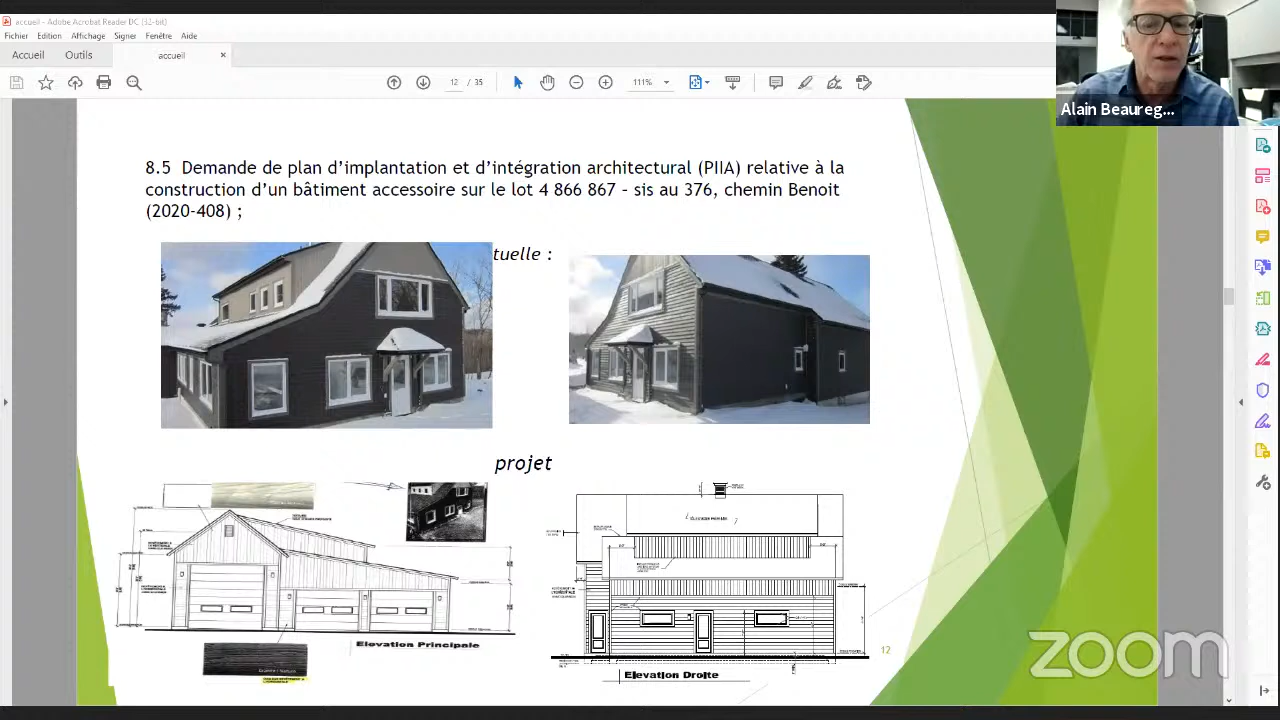 accueil - Adobe Acrobat Reader DC (32-bit)
Fichier Edition Affichage Signer Fenêtre Aide
Accueil Outils accueil ×
12 / 35 111%
Alain Beaureg...
8.5 Demande de plan d'implantation et d'intégration architectural (PIIA) relative à la
construction d'un bâtiment accessoire sur le lot 4 866 867 – sis au 376, chemin Benoit
(2020-408) ;
tuelle :
projet
Elevation Principale
Elevation Droite
12
zoom